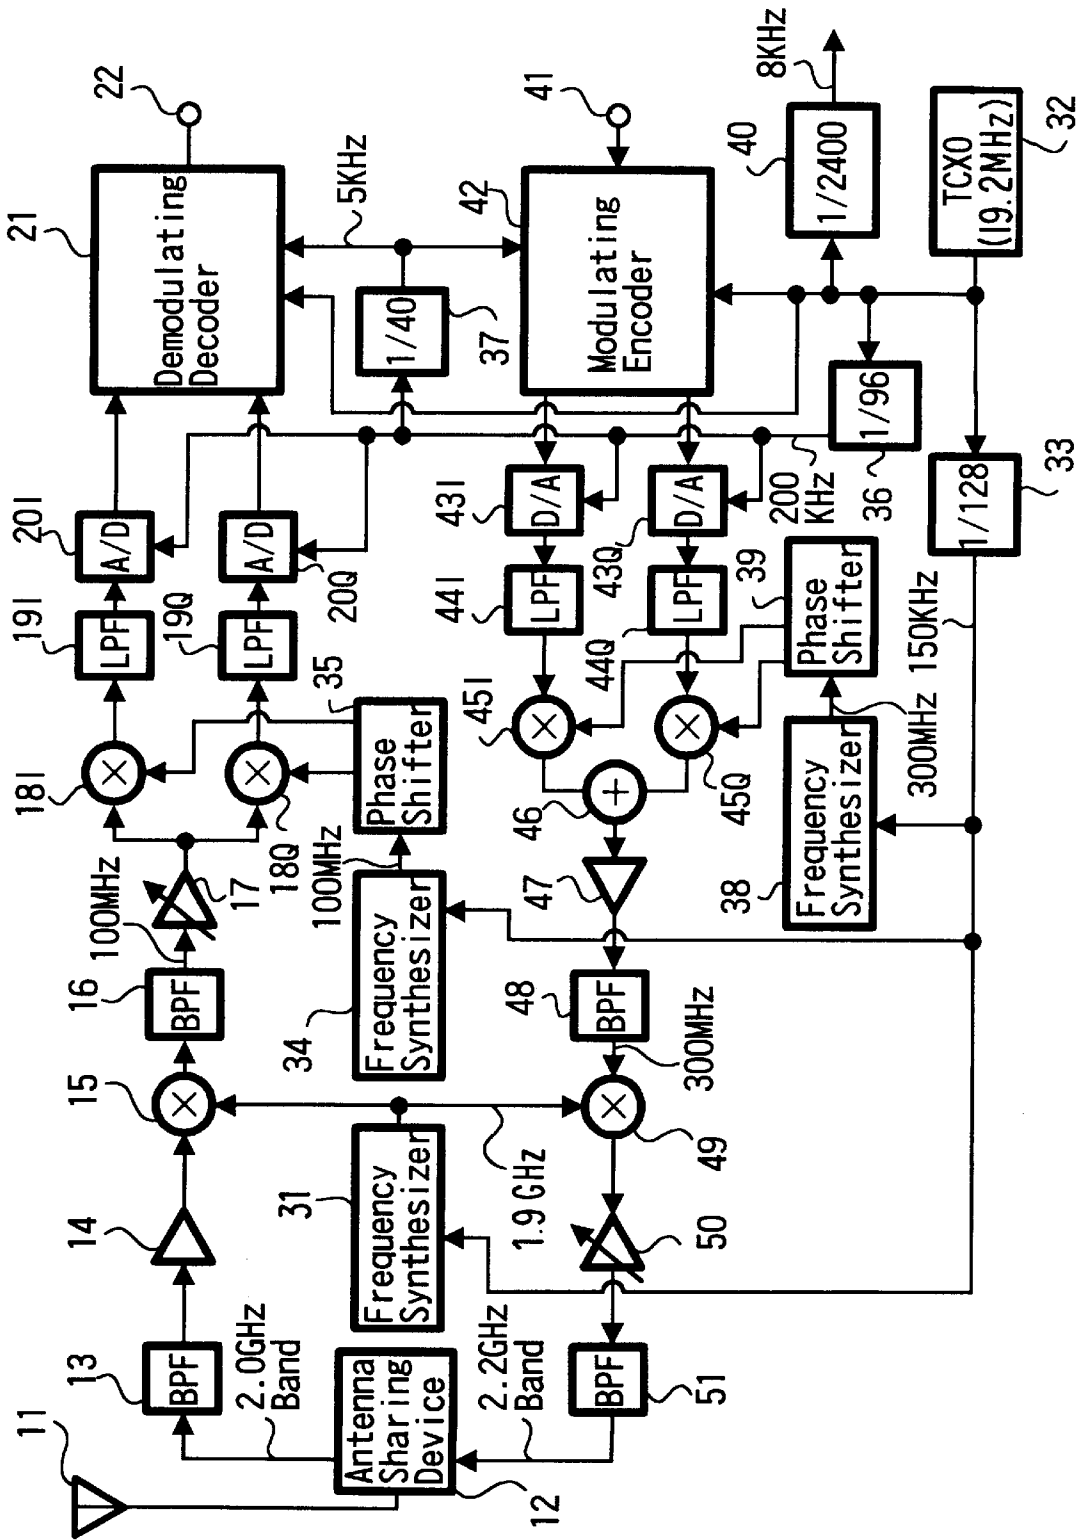 11
13
BPF
2.0GHz
Band
Antenna
Sharing
Device
12
2.2GHz
Band
BPF
51
14
31
Frequency
Synthesizer
1.9GHz
50
15
49
16
BPF
34
Frequency
Synthesizer
48
BPF
300MHz
100MHz
17
100MHz
47
38
Frequency
Synthesizer
300MHz
150KHz
18I
18Q
35
Phase
Shifter
46
45I
45Q
39
Phase
Shifter
19I
LPF
19Q
LPF
44I
LPF
44Q
LPF
20I
A/D
A/D
20Q
43I
D/A
43Q
D/A
200
KHz
36
1/96
33
1/128
21
Demodulating
Decoder
1/40
37
5KHz
42
Modulating
Encoder
22
41
40
1/2400
8KHz
TCXO
(19.2MHz)
32